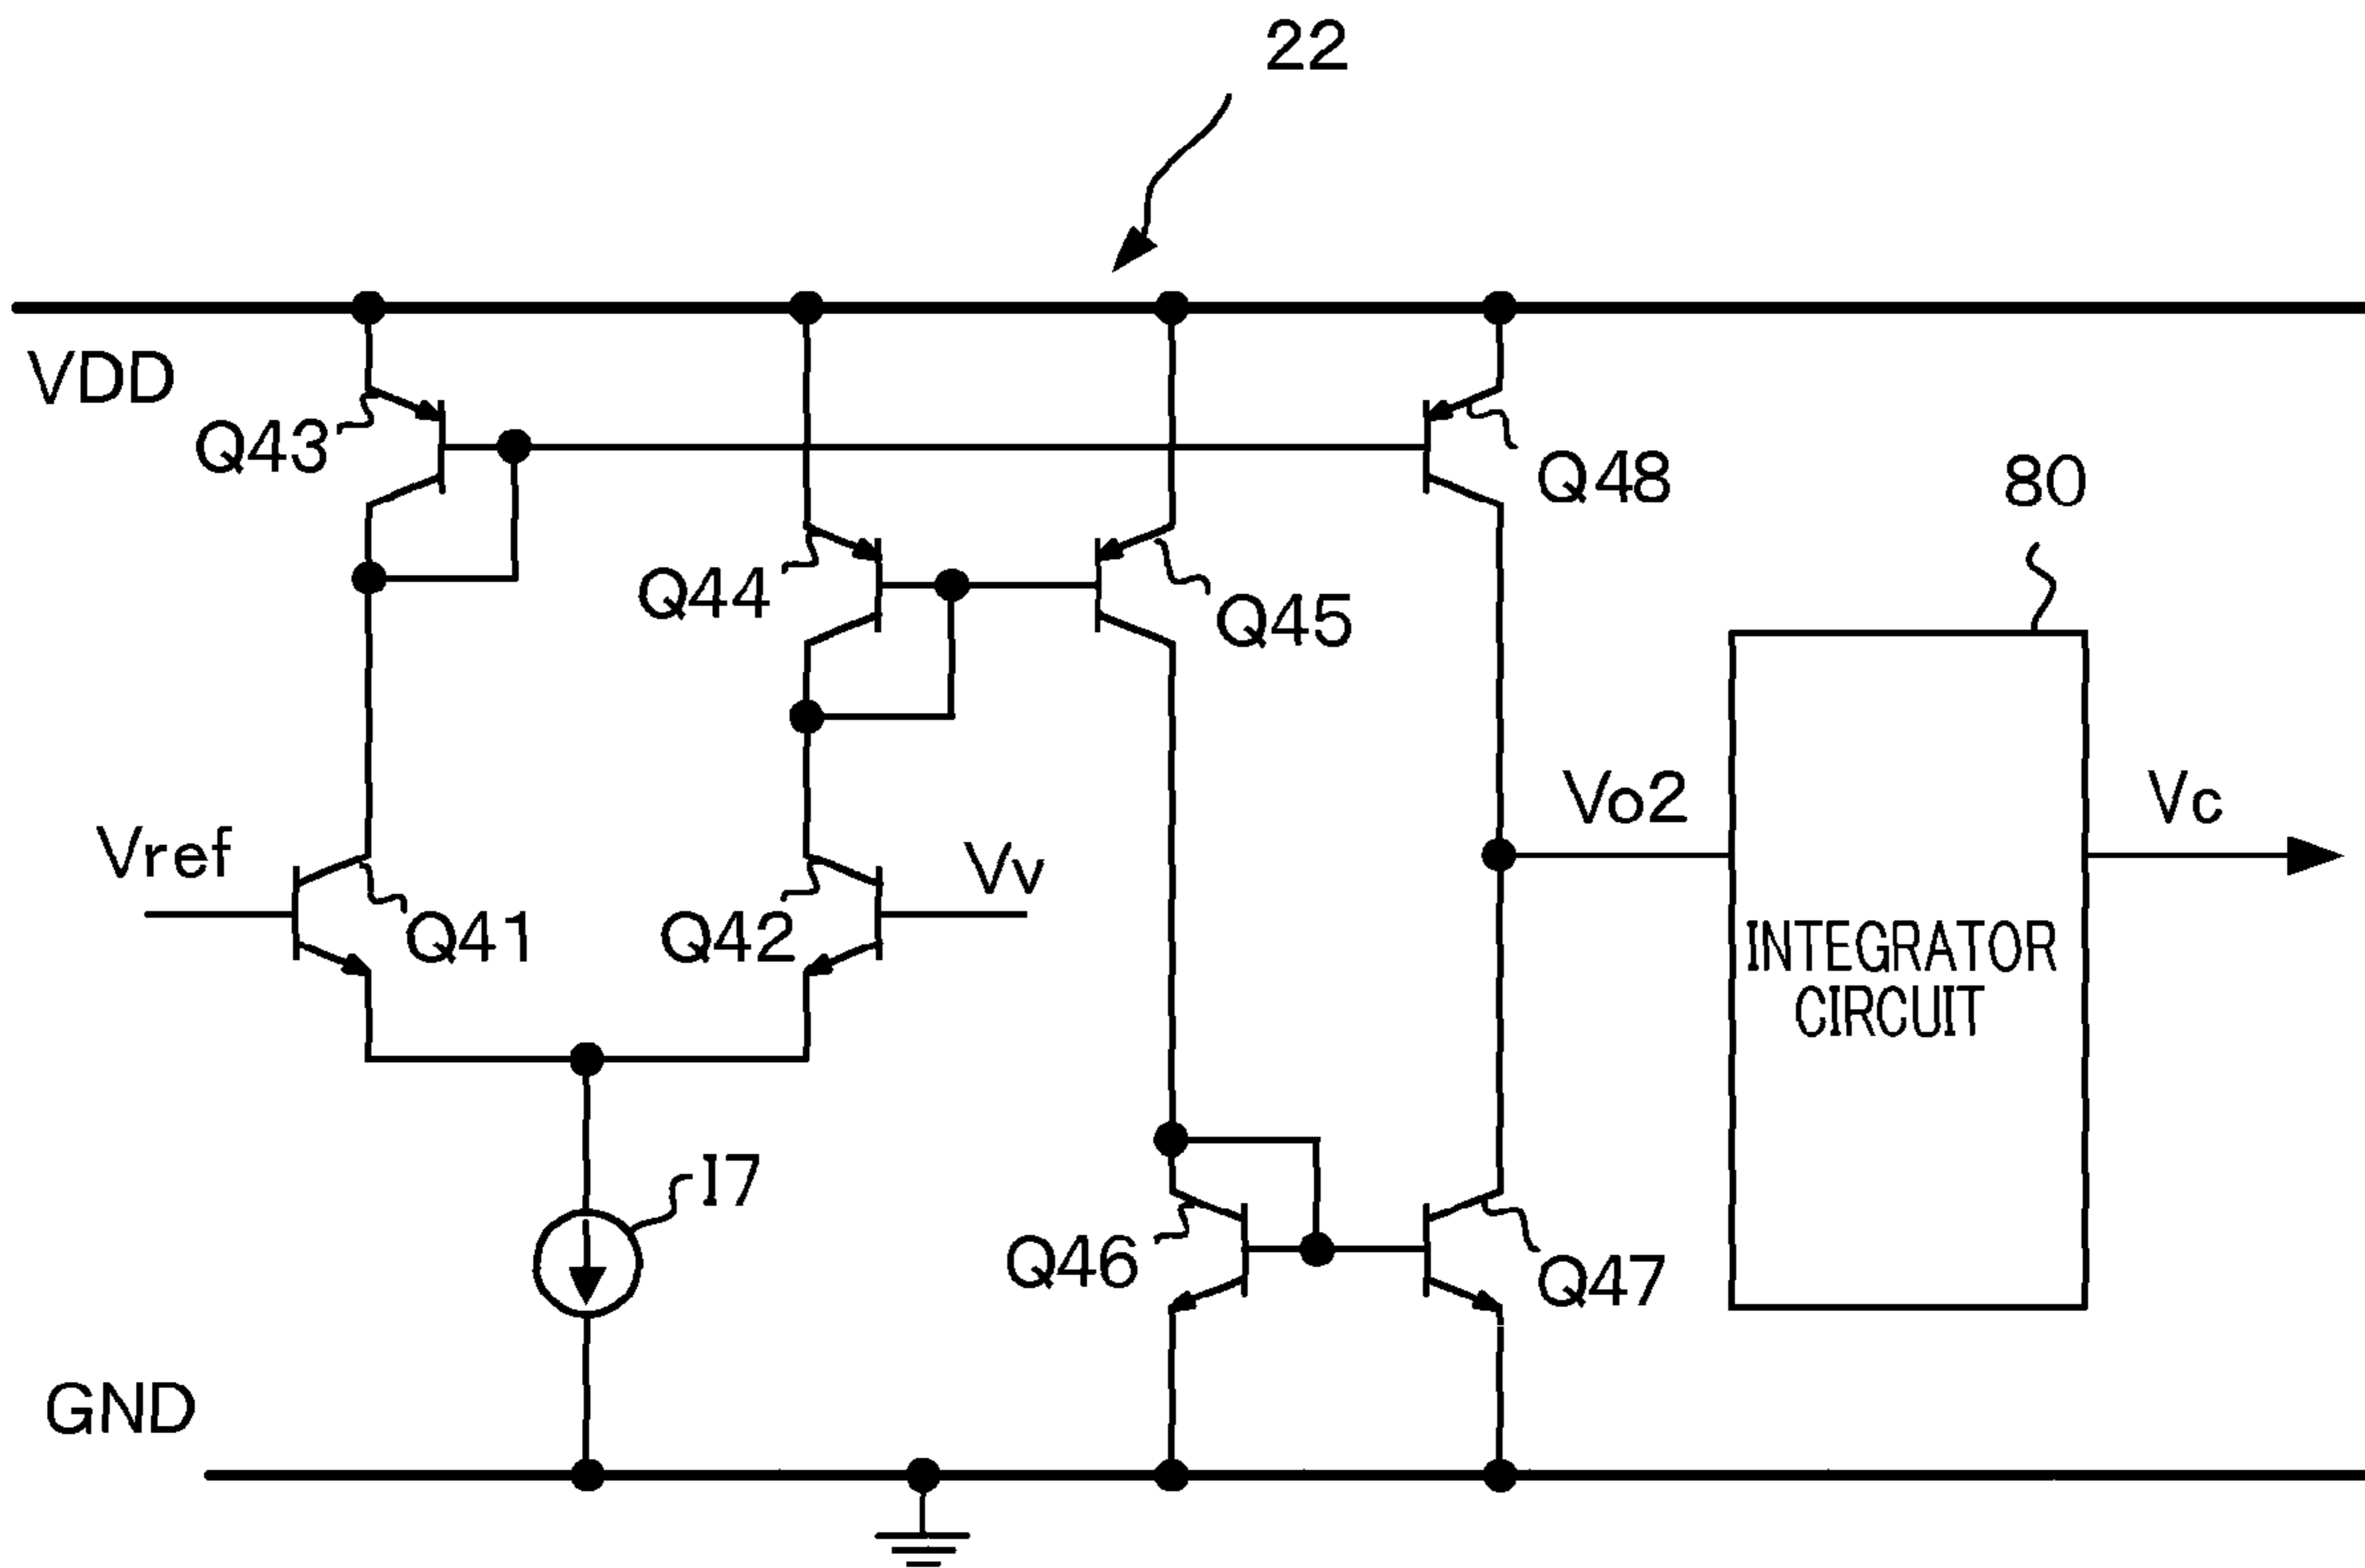 22
VDD
Q43
Q48
80
Q44
Q45
Vref
Vv
Vo2
Vc
Q41
Q42
INTEGRATOR
CIRCUIT
I7
Q46
Q47
GND